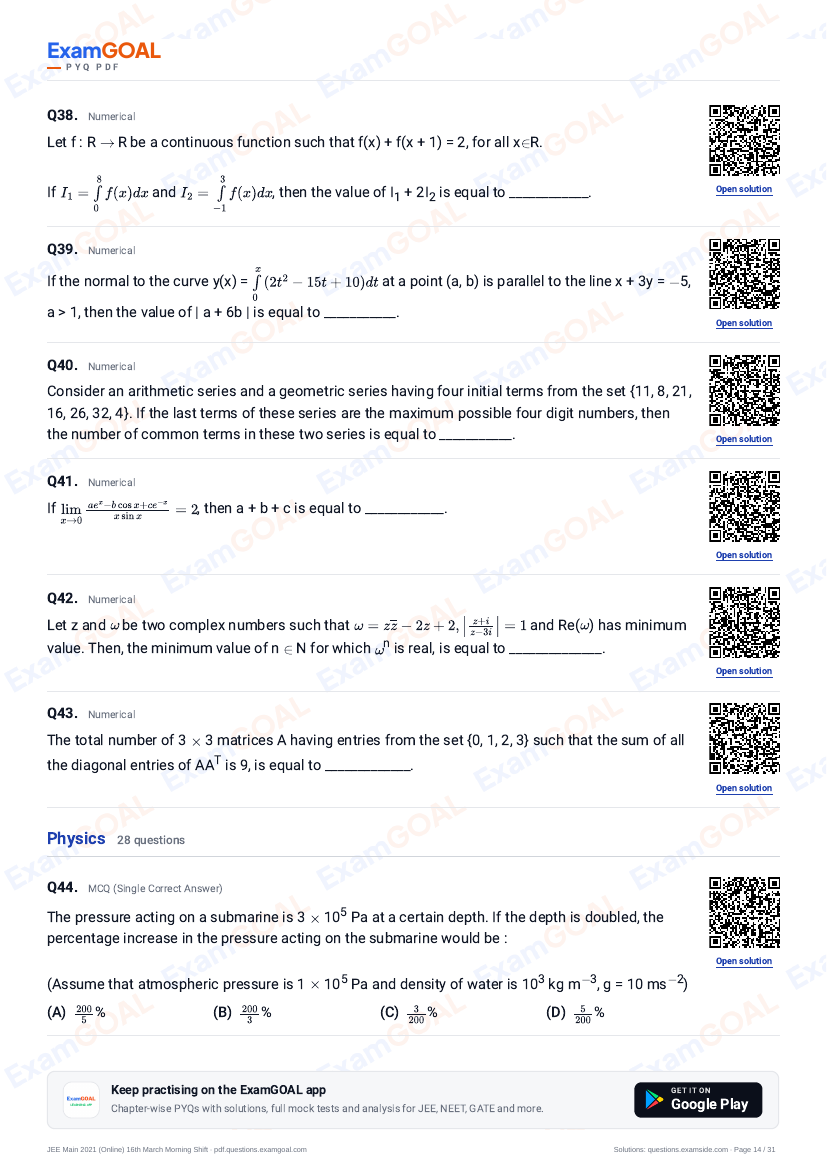 ExamGOAL
PYQ PDF
Q38. Numerical
Let f : R → R be a continuous function such that f(x) + f(x + 1) = 2, for all x∈R.
If I₁ = ∫₀⁸ f(x)dx and I₂ = ∫₋₁³ f(x)dx, then the value of I₁ + 2I₂ is equal to ____________.
Open solution
Q39. Numerical
If the normal to the curve y(x) = ∫₀ˣ (2t² − 15t + 10)dt at a point (a, b) is parallel to the line x + 3y = −5,
a > 1, then the value of | a + 6b | is equal to ___________.
Open solution
Q40. Numerical
Consider an arithmetic series and a geometric series having four initial terms from the set {11, 8, 21,
16, 26, 32, 4}. If the last terms of these series are the maximum possible four digit numbers, then
the number of common terms in these two series is equal to ___________.
Open solution
Q41. Numerical
If lim x→0 (aeˣ − b cos x + ce⁻ˣ)/(x sin x) = 2, then a + b + c is equal to ____________.
Open solution
Q42. Numerical
Let z and ω be two complex numbers such that ω = zz̅ − 2z + 2, |(z+i)/(z−3i)| = 1 and Re(ω) has minimum
value. Then, the minimum value of n ∈ N for which ωⁿ is real, is equal to ______________.
Open solution
Q43. Numerical
The total number of 3 × 3 matrices A having entries from the set {0, 1, 2, 3} such that the sum of all
the diagonal entries of AAᵀ is 9, is equal to _____________.
Open solution
Physics 28 questions
Q44. MCQ (Single Correct Answer)
The pressure acting on a submarine is 3 × 10⁵ Pa at a certain depth. If the depth is doubled, the
percentage increase in the pressure acting on the submarine would be :
(Assume that atmospheric pressure is 1 × 10⁵ Pa and density of water is 10³ kg m⁻³, g = 10 ms⁻²)
Open solution
(A) 200/5 % (B) 200/3 % (C) 3/200 % (D) 5/200 %
ExamGOAL
Keep practising on the ExamGOAL app
Chapter-wise PYQs with solutions, full mock tests and analysis for JEE, NEET, GATE and more.
GET IT ON
Google Play
JEE Main 2021 (Online) 16th March Morning Shift · pdf.questions.examgoal.com
Solutions: questions.examside.com · Page 14 / 31